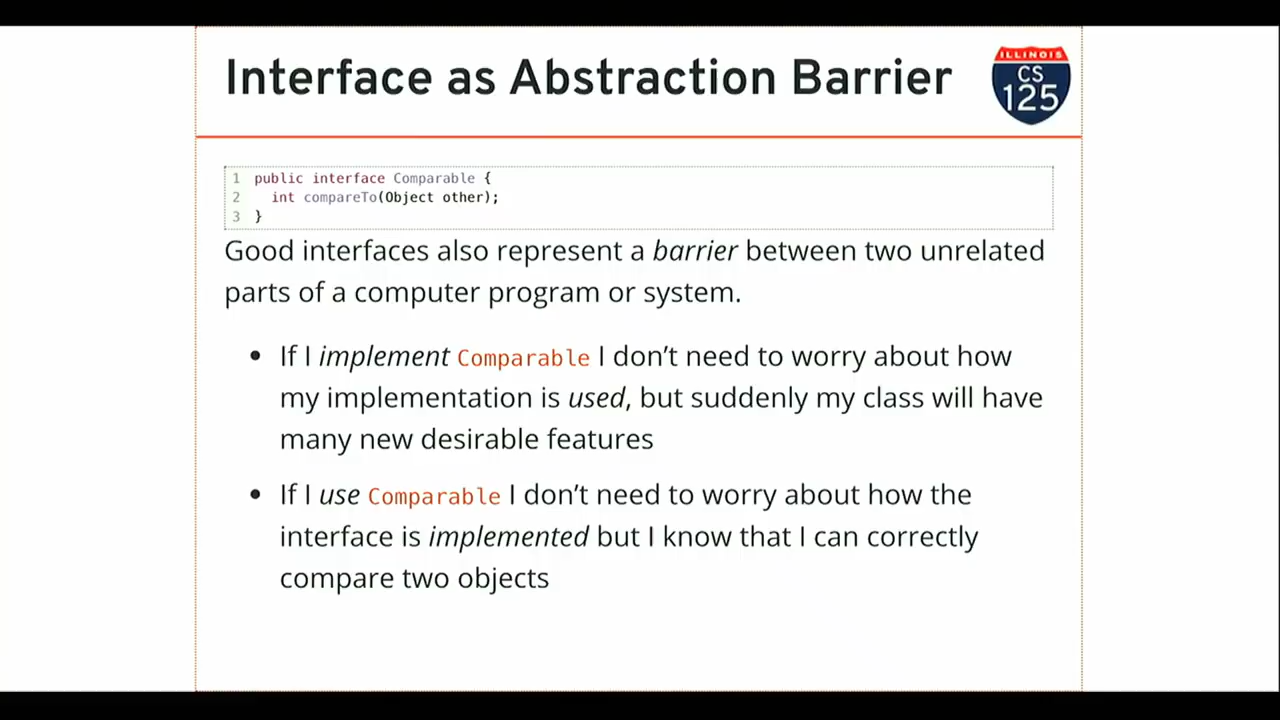 Interface as Abstraction Barrier
ILLINOIS
CS
125
1 public interface Comparable {
2   int compareTo(Object other);
3 }
Good interfaces also represent a barrier between two unrelated
parts of a computer program or system.
• If I implement Comparable I don’t need to worry about how
my implementation is used, but suddenly my class will have
many new desirable features
• If I use Comparable I don’t need to worry about how the
interface is implemented but I know that I can correctly
compare two objects